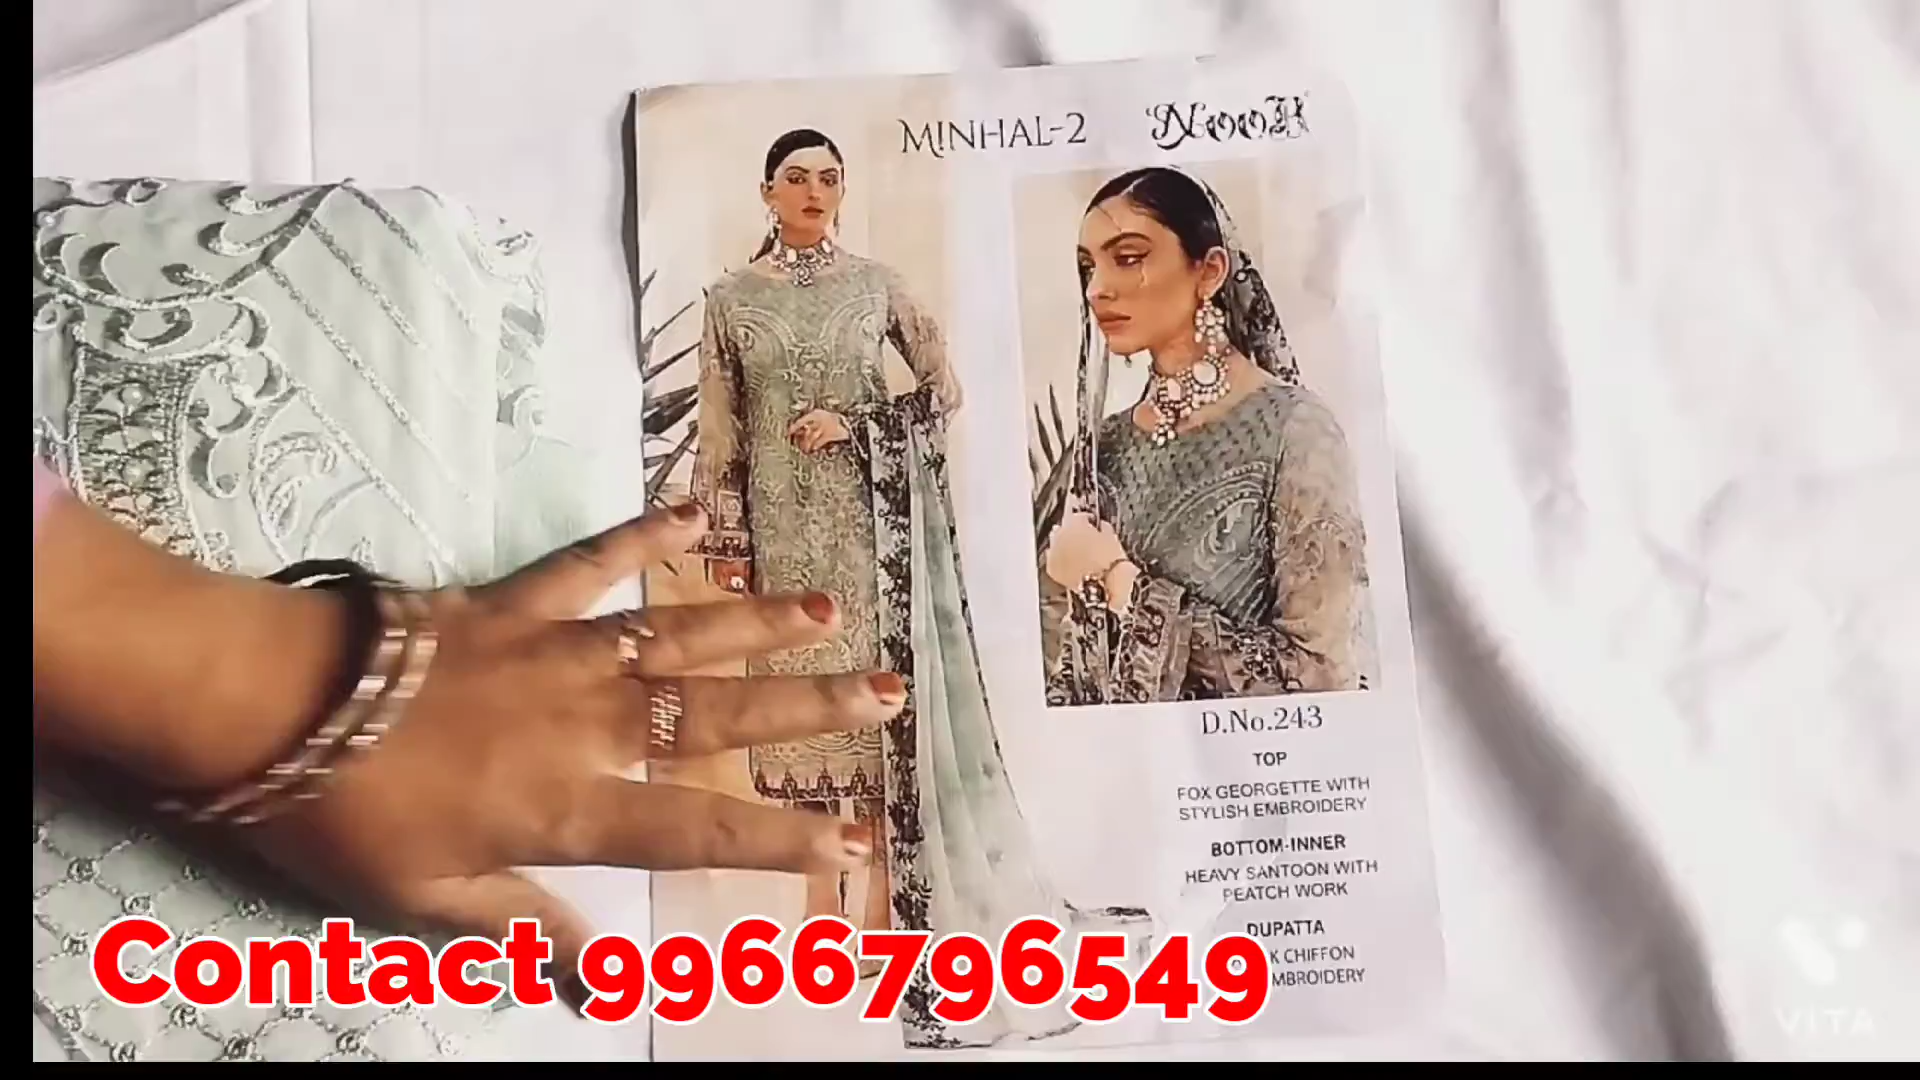 MINHAL-2
NOOR
D.No.243
TOP
FOX GEORGETTE WITH
STYLISH EMBROIDERY
BOTTOM-INNER
HEAVY SANTOON WITH
PEATCH WORK
DUPATTA
CHIFFON
Contact 9966796549
VITA